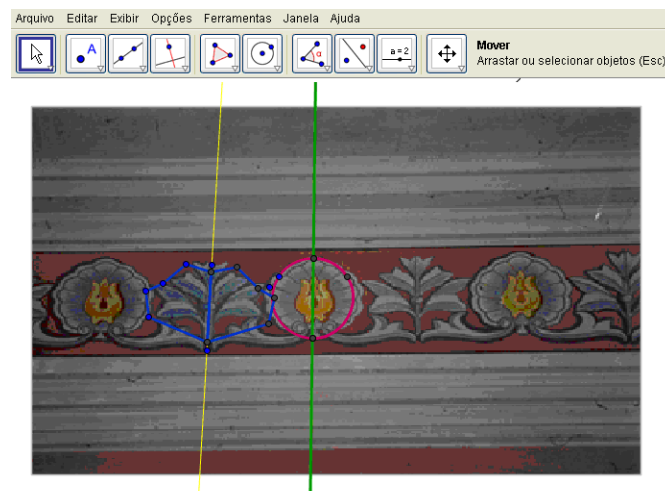 Arquivo Editar Exibir Opções Ferramentas Janela Ajuda
A
α
a = 2
Mover
Arrastar ou selecionar objetos (Esc)